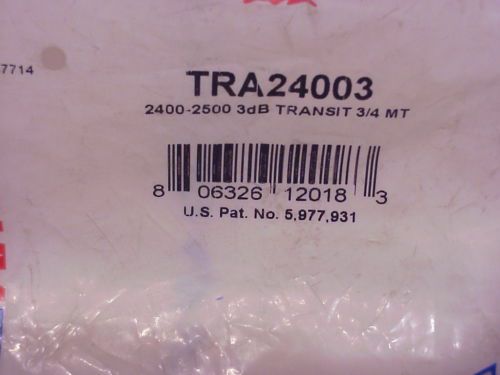 7714
TRA24003
2400-2500 3dB TRANSIT 3/4 MT
8 06326 12018 3
U.S. Pat. No. 5,977,931